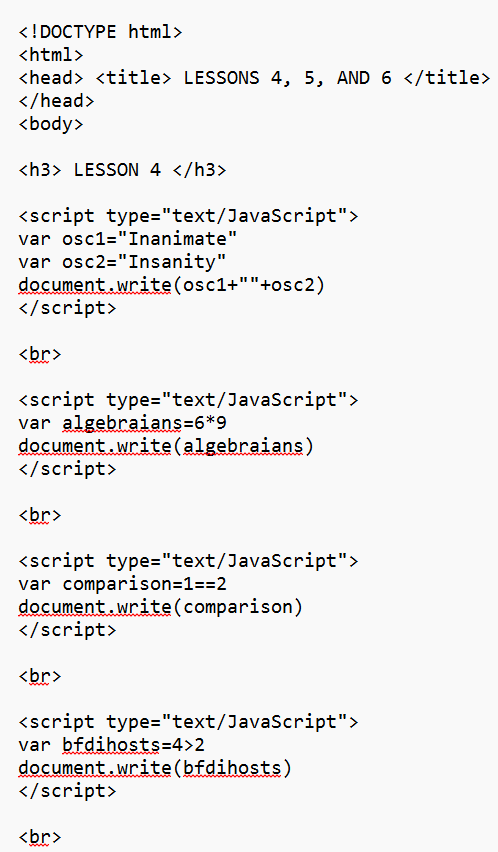 <!DOCTYPE html>
<html>
<head> <title> LESSONS 4, 5, AND 6 </title>
</head>
<body>
<h3> LESSON 4 </h3>
<script type="text/JavaScript">
var osc1="Inanimate"
var osc2="Insanity"
document.write(osc1+""+osc2)
</script>
<br>
<script type="text/JavaScript">
var algebraians=6*9
document.write(algebraians)
</script>
<br>
<script type="text/JavaScript">
var comparison=1==2
document.write(comparison)
</script>
<br>
<script type="text/JavaScript">
var bfdihosts=4>2
document.write(bfdihosts)
</script>
<br>